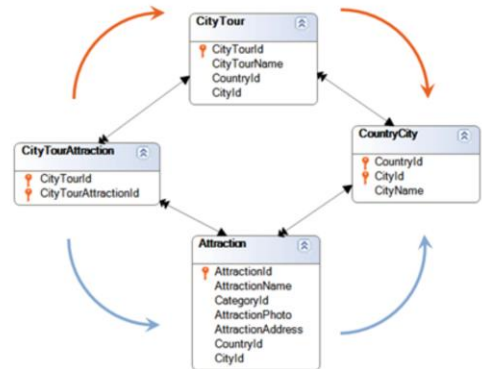 CityTour
CityTourId
CityTourName
CountryId
CityId
CityTourAttraction
CityTourId
CityTourAttractionId
CountryCity
CountryId
CityId
CityName
Attraction
AttractionId
AttractionName
CategoryId
AttractionPhoto
AttractionAddress
CountryId
CityId